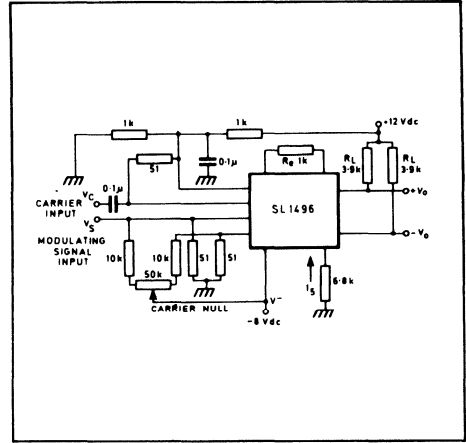 1k
1k
+12 Vdc
51
0·1µ
Re 1k
RL
3·9k
RL
3·9k
VC
0·1µ
CARRIER INPUT
+Vo
SL1496
VS
MODULATING SIGNAL INPUT
-Vo
10k
10k
51
51
50k
I5
6·8k
CARRIER NULL
V-
-8 Vdc